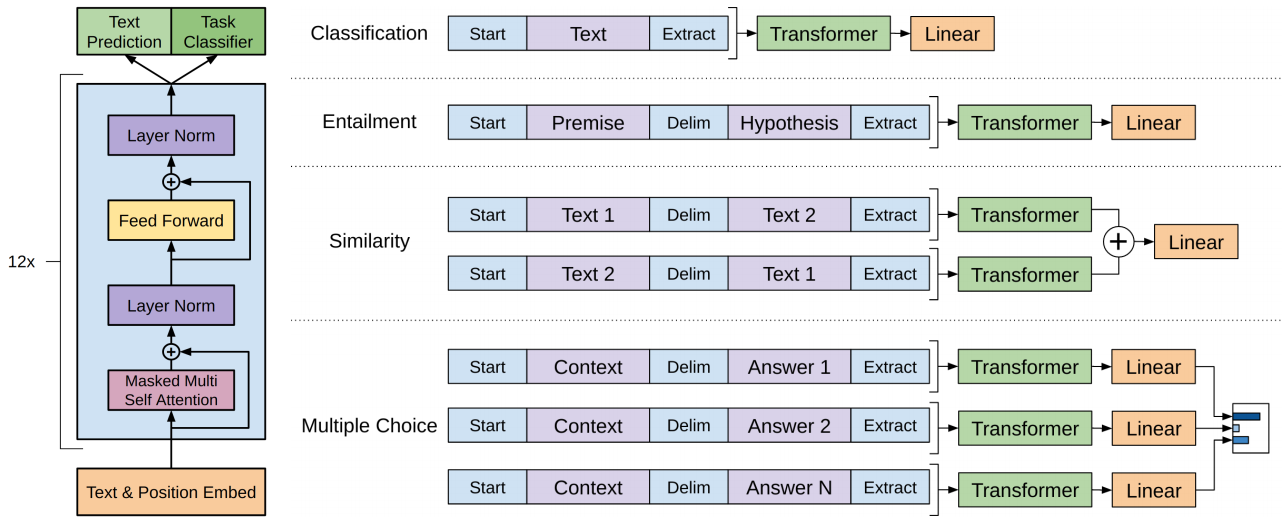 Text
Prediction
Task
Classifier
12x
Layer Norm
+
Feed Forward
Layer Norm
+
Masked Multi
Self Attention
Text & Position Embed
Classification
Start Text Extract Transformer Linear
Entailment
Start Premise Delim Hypothesis Extract Transformer Linear
Similarity
Start Text 1 Delim Text 2 Extract Transformer
+ Linear
Start Text 2 Delim Text 1 Extract Transformer
Multiple Choice
Start Context Delim Answer 1 Extract Transformer Linear
Start Context Delim Answer 2 Extract Transformer Linear
Start Context Delim Answer N Extract Transformer Linear